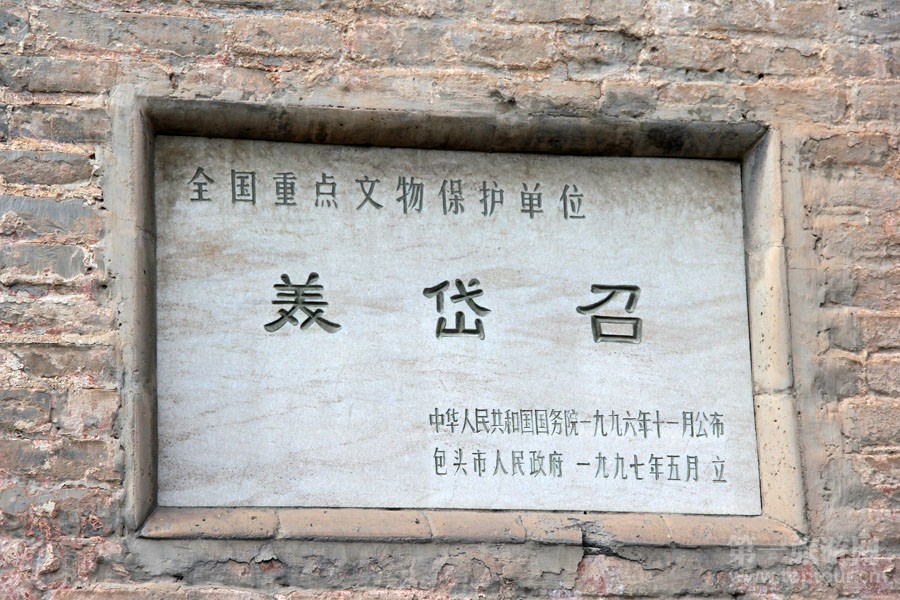 全国重点文物保护单位
美岱召
中华人民共和国国务院一九九六年十一月公布
包头市人民政府 一九九七年五月 立